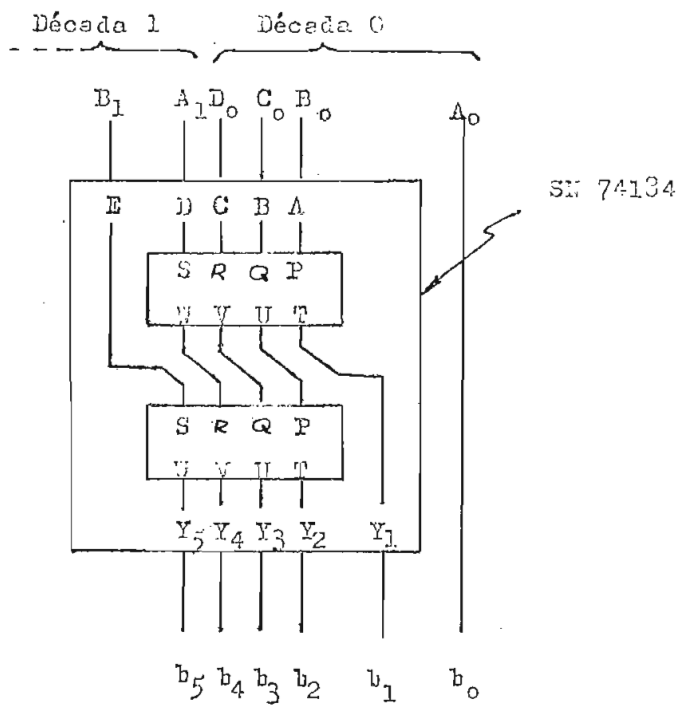 Década 1 Década 0
B1 A1 D0 C0 B0 A0
SN 74184
E D C B A
S R Q P
W V U T
S R Q P
W V U T
Y5 Y4 Y3 Y2 Y1
b5 b4 b3 b2 b1 b0